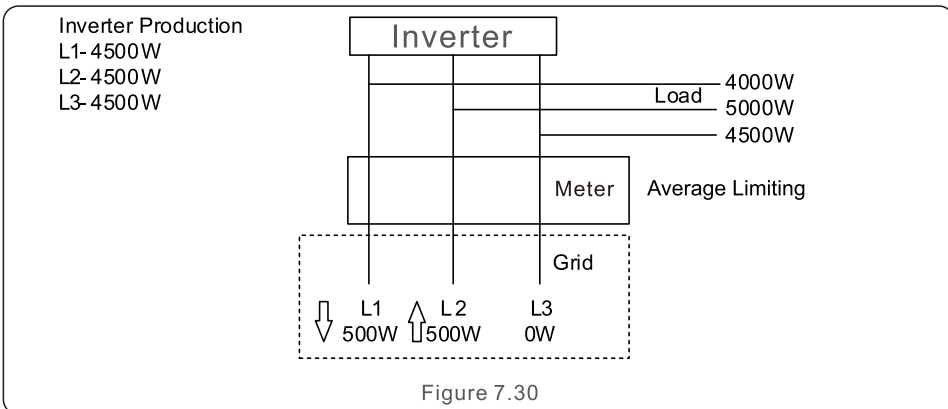 Inverter Production
L1-4500W
L2-4500W
L3-4500W
Inverter
Load
4000W
5000W
4500W
Meter
Average Limiting
Grid
L1 L2 L3
500W 500W 0W
Figure 7.30